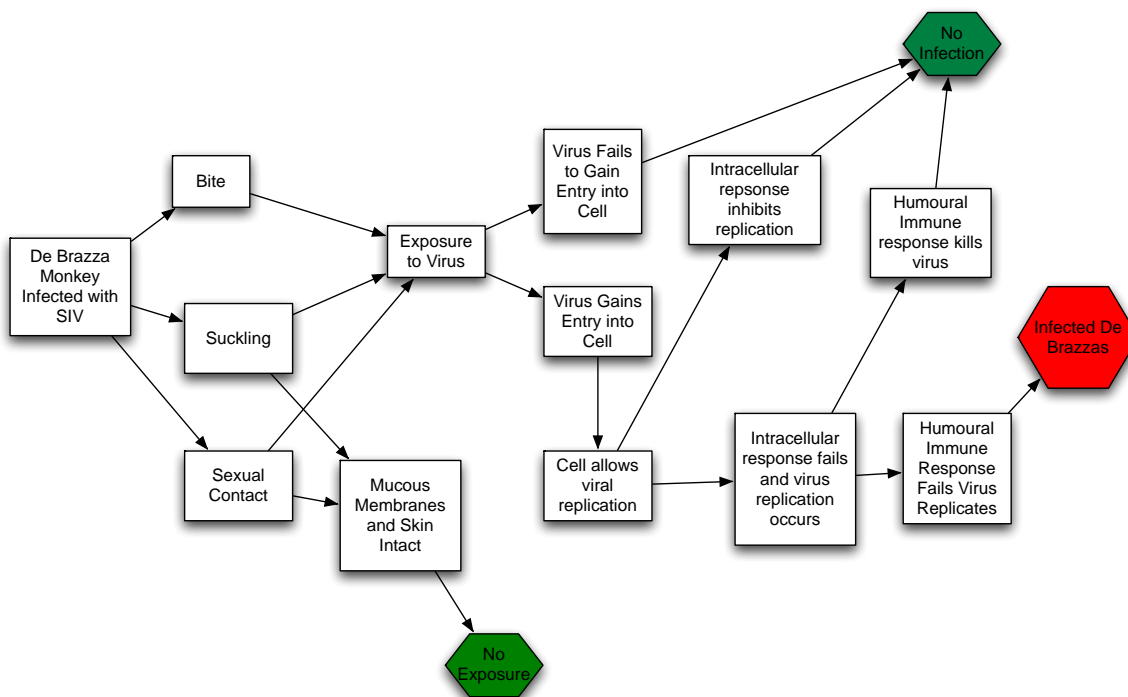 No
Infection
Virus Fails
to Gain
Entry into
Cell
Bite
Intracellular
repsonse
inhibits
replication
Humoural
Immune
response kills
virus
Exposure
to Virus
De Brazza
Monkey
Infected with
SIV
Virus Gains
Entry into
Cell
Suckling
Infected De
Brazzas
Sexual
Contact
Mucous
Membranes
and Skin
Intact
Cell allows
viral
replication
Intracellular
response fails
and virus
replication
occurs
Humoural
Immune
Response
Fails Virus
Replicates
No
Exposure